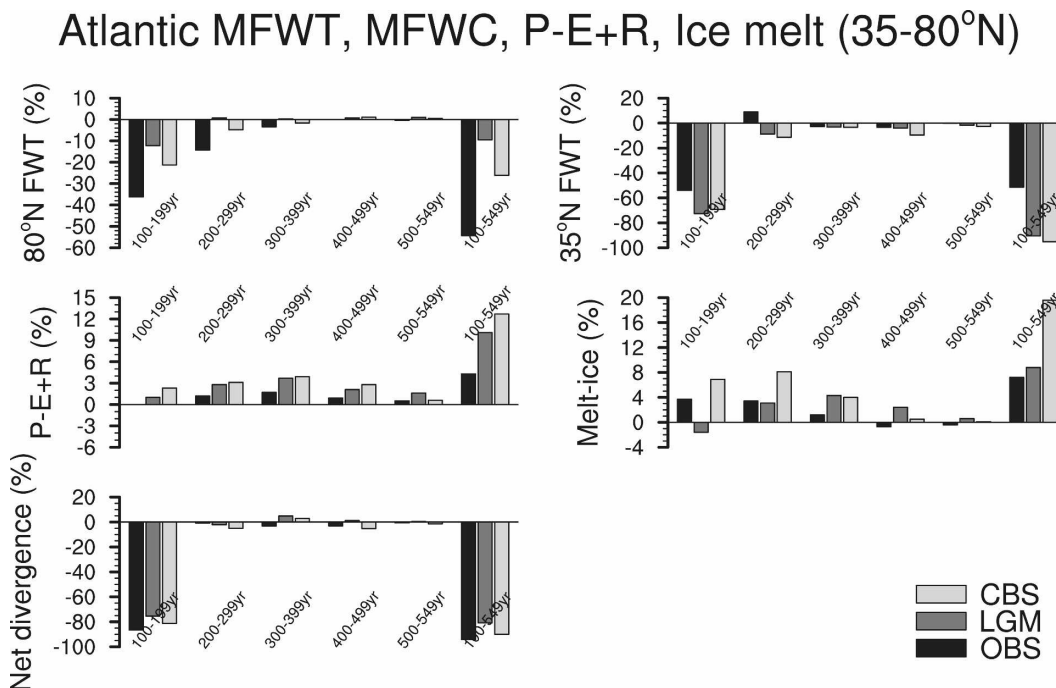 Atlantic MFWT, MFWC, P-E+R, Ice melt (35-80°N)
80°N FWT (%)
10
0
-10
-20
-30
-40
-50
-60
100-199yr
200-299yr
300-399yr
400-499yr
500-549yr
100-549yr
35°N FWT (%)
20
0
-20
-40
-60
-80
-100
100-199yr
200-299yr
300-399yr
400-499yr
500-549yr
100-549yr
P-E+R (%)
15
12
9
6
3
0
-3
-6
100-199yr
200-299yr
300-399yr
400-499yr
500-549yr
100-549yr
Melt-ice (%)
20
16
12
8
4
0
-4
100-199yr
200-299yr
300-399yr
400-499yr
500-549yr
100-549yr
Net divergence (%)
20
0
-20
-40
-60
-80
-100
100-199yr
200-299yr
300-399yr
400-499yr
500-549yr
100-549yr
CBS
LGM
OBS